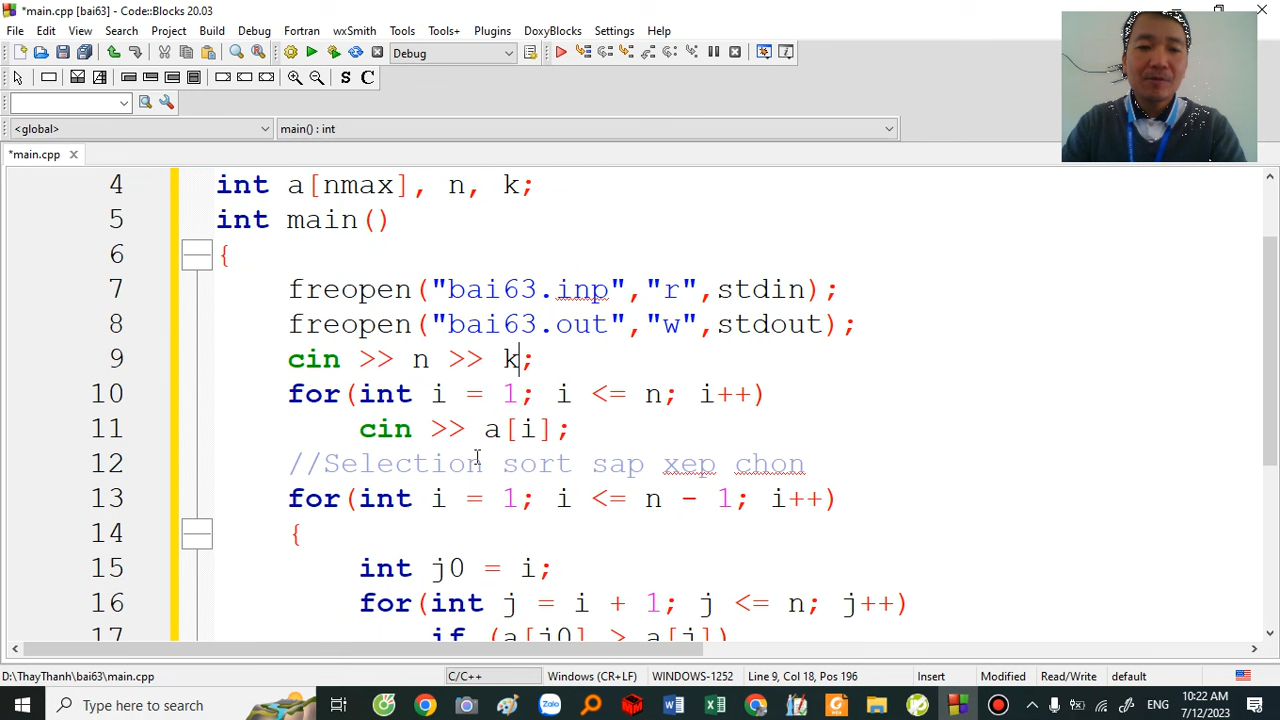 *main.cpp [bai63] - Code::Blocks 20.03
File Edit View Search Project Build Debug Fortran wxSmith Tools Tools+ Plugins DoxyBlocks Settings Help
Debug
S C
<global> main() : int
*main.cpp
4 int a[nmax], n, k;
5 int main()
6 {
7 freopen("bai63.inp","r",stdin);
8 freopen("bai63.out","w",stdout);
9 cin >> n >> k;
10 for(int i = 1; i <= n; i++)
11 cin >> a[i];
12 //Selection sort sap xep chon
13 for(int i = 1; i <= n - 1; i++)
14 {
15 int j0 = i;
16 for(int j = i + 1; j <= n; j++)
17 if (a[j0] > a[j])
D:\ThayThanh\bai63\main.cpp C/C++ Windows (CR+LF) WINDOWS-1252 Line 9, Col 18, Pos 196 Insert Modified Read/Write default
Type here to search
Zalo
ENG
10:22 AM
7/12/2023